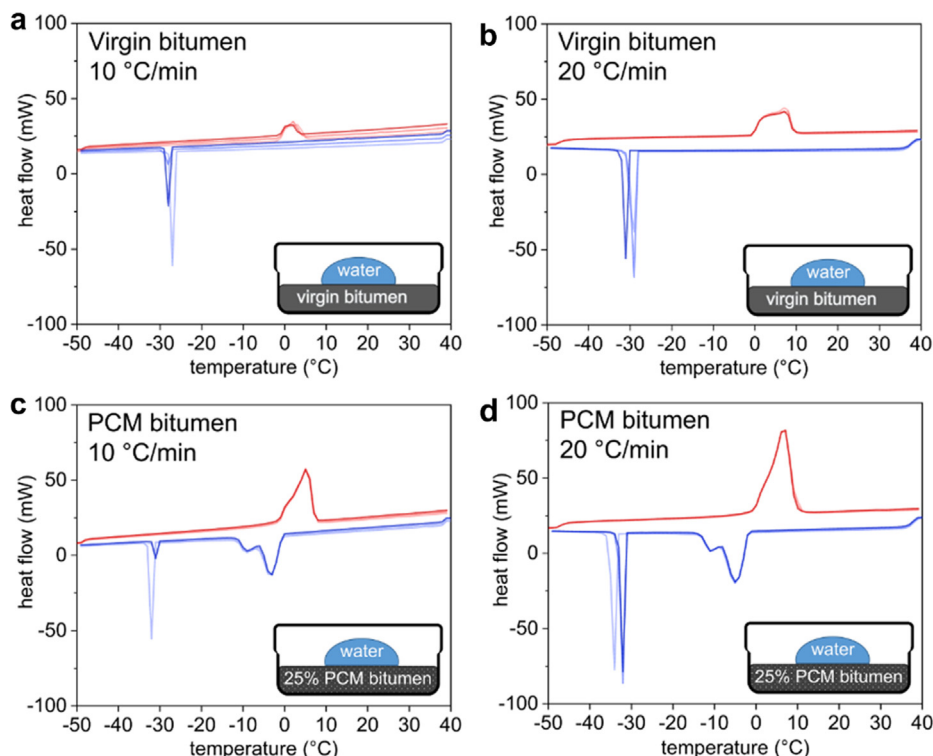 a
Virgin bitumen
10 °C/min
100
50
0
-50
-100
heat flow (mW)
-50 -40 -30 -20 -10 0 10 20 30 40
temperature (°C)
water
virgin bitumen
b
Virgin bitumen
20 °C/min
100
50
0
-50
-100
heat flow (mW)
-50 -40 -30 -20 -10 0 10 20 30 40
temperature (°C)
water
virgin bitumen
c
PCM bitumen
10 °C/min
100
50
0
-50
-100
heat flow (mW)
-50 -40 -30 -20 -10 0 10 20 30 40
temperature (°C)
water
25% PCM bitumen
d
PCM bitumen
20 °C/min
100
50
0
-50
-100
heat flow (mW)
-50 -40 -30 -20 -10 0 10 20 30 40
temperature (°C)
water
25% PCM bitumen